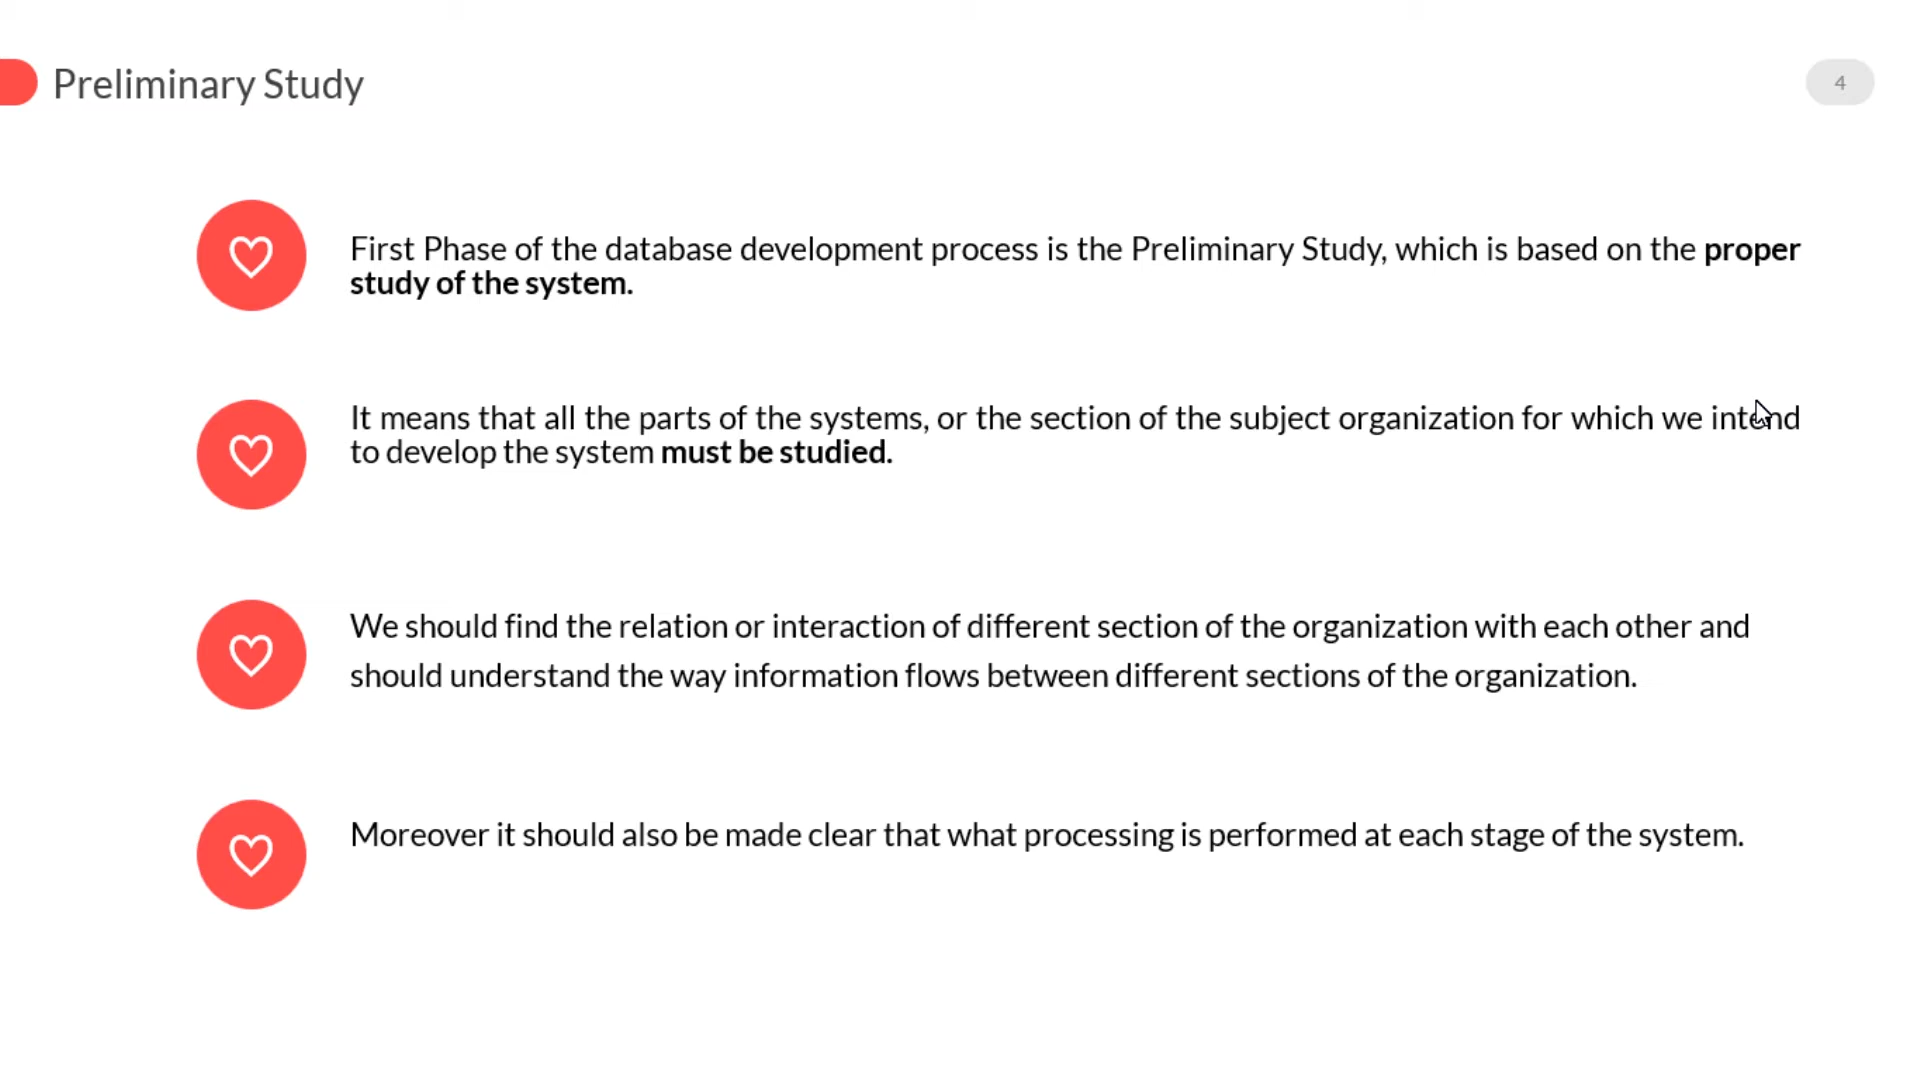 Preliminary Study
4
First Phase of the database development process is the Preliminary Study, which is based on the proper
study of the system.
It means that all the parts of the systems, or the section of the subject organization for which we intend
to develop the system must be studied.
We should find the relation or interaction of different section of the organization with each other and
should understand the way information flows between different sections of the organization.
Moreover it should also be made clear that what processing is performed at each stage of the system.